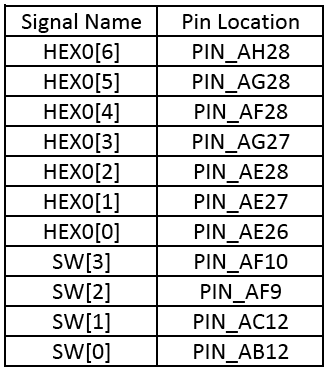 Signal Name Pin Location
HEX0[6] PIN_AH28
HEX0[5] PIN_AG28
HEX0[4] PIN_AF28
HEX0[3] PIN_AG27
HEX0[2] PIN_AE28
HEX0[1] PIN_AE27
HEX0[0] PIN_AE26
SW[3] PIN_AF10
SW[2] PIN_AF9
SW[1] PIN_AC12
SW[0] PIN_AB12